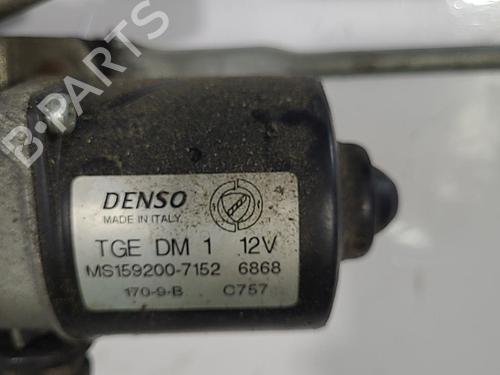 B-PARTS
DENSO
MADE IN ITALY
TGE DM 1 12V
MS159200-7152 6868
170-9-B C757